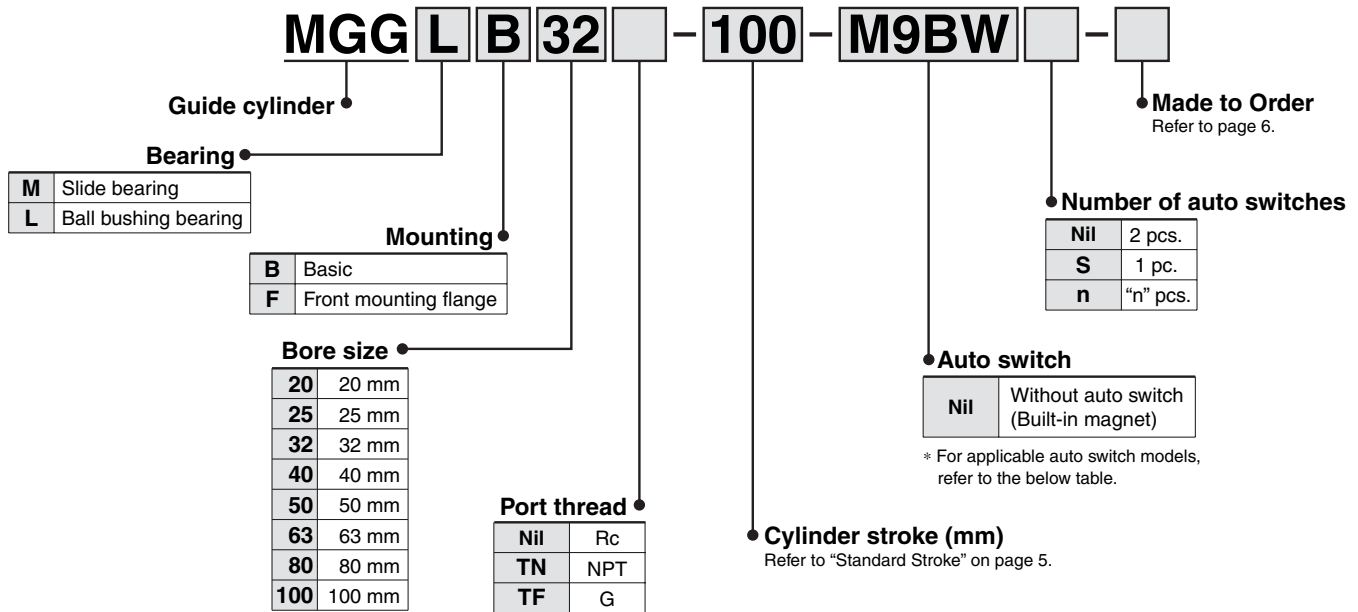 MGG L B 32 - 100 - M9BW -
Guide cylinder
Made to Order
Refer to page 6.
Bearing
M Slide bearing
L Ball bushing bearing
Number of auto switches
Nil 2 pcs.
S 1 pc.
n “n” pcs.
Mounting
B Basic
F Front mounting flange
Bore size
20 20 mm
25 25 mm
32 32 mm
40 40 mm
50 50 mm
63 63 mm
80 80 mm
100 100 mm
Auto switch
Nil Without auto switch
(Built-in magnet)
* For applicable auto switch models,
refer to the below table.
Port thread
Nil Rc
TN NPT
TF G
Cylinder stroke (mm)
Refer to “Standard Stroke” on page 5.